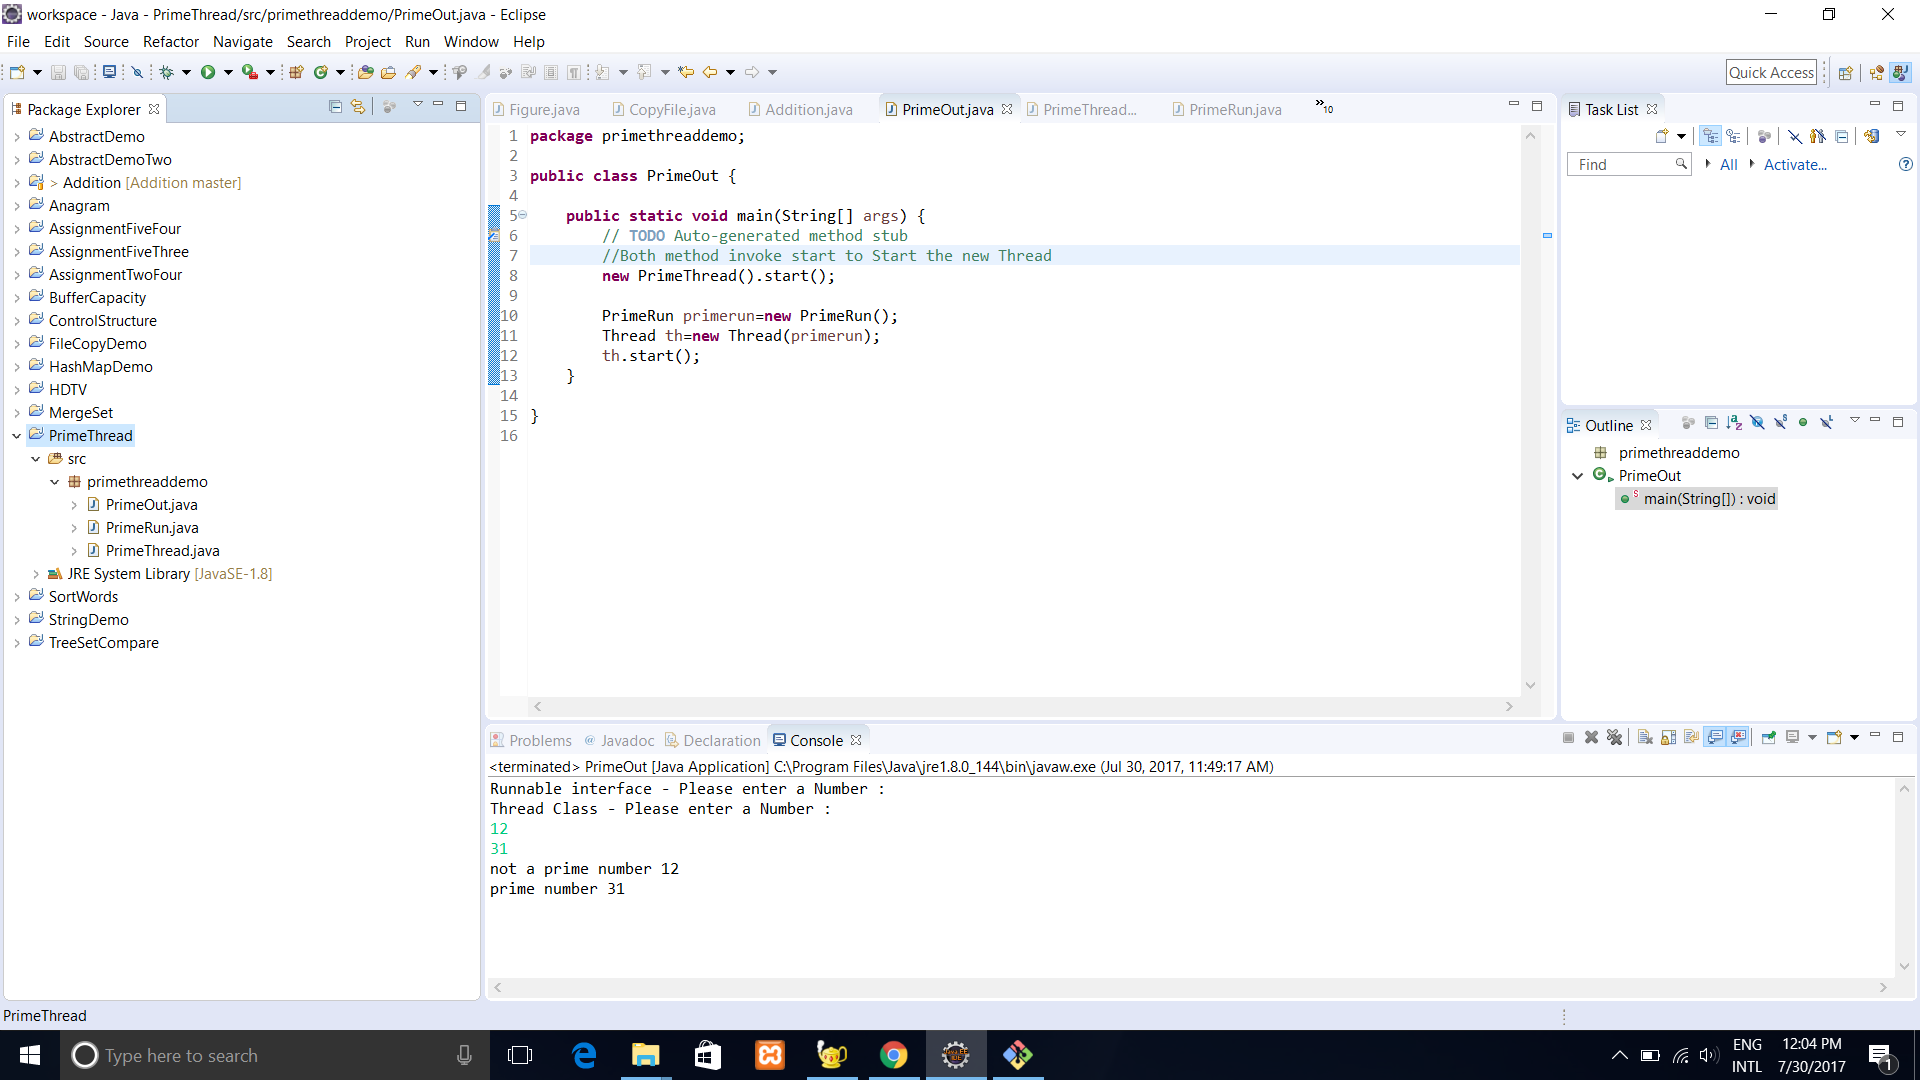 workspace - Java - PrimeThread/src/primethreaddemo/PrimeOut.java - Eclipse
File Edit Source Refactor Navigate Search Project Run Window Help
Quick Access
Package Explorer
AbstractDemo
AbstractDemoTwo
> Addition [Addition master]
Anagram
AssignmentFiveFour
AssignmentFiveThree
AssignmentTwoFour
BufferCapacity
ControlStructure
FileCopyDemo
HashMapDemo
HDTV
MergeSet
PrimeThread
src
primethreaddemo
PrimeOut.java
PrimeRun.java
PrimeThread.java
JRE System Library [JavaSE-1.8]
SortWords
StringDemo
TreeSetCompare
Figure.java CopyFile.java Addition.java PrimeOut.java PrimeThread... PrimeRun.java »10
1 package primethreaddemo;
2
3 public class PrimeOut {
4
5 public static void main(String[] args) {
6 // TODO Auto-generated method stub
7 //Both method invoke start to Start the new Thread
8 new PrimeThread().start();
9
10 PrimeRun primerun=new PrimeRun();
11 Thread th=new Thread(primerun);
12 th.start();
13 }
14
15 }
16
Task List
Find All Activate...
Outline
primethreaddemo
PrimeOut
main(String[]) : void
Problems @ Javadoc Declaration Console
<terminated> PrimeOut [Java Application] C:\Program Files\Java\jre1.8.0_144\bin\javaw.exe (Jul 30, 2017, 11:49:17 AM)
Runnable interface - Please enter a Number :
Thread Class - Please enter a Number :
12
31
not a prime number 12
prime number 31
PrimeThread
Type here to search
ENG
INTL
12:04 PM
7/30/2017
1